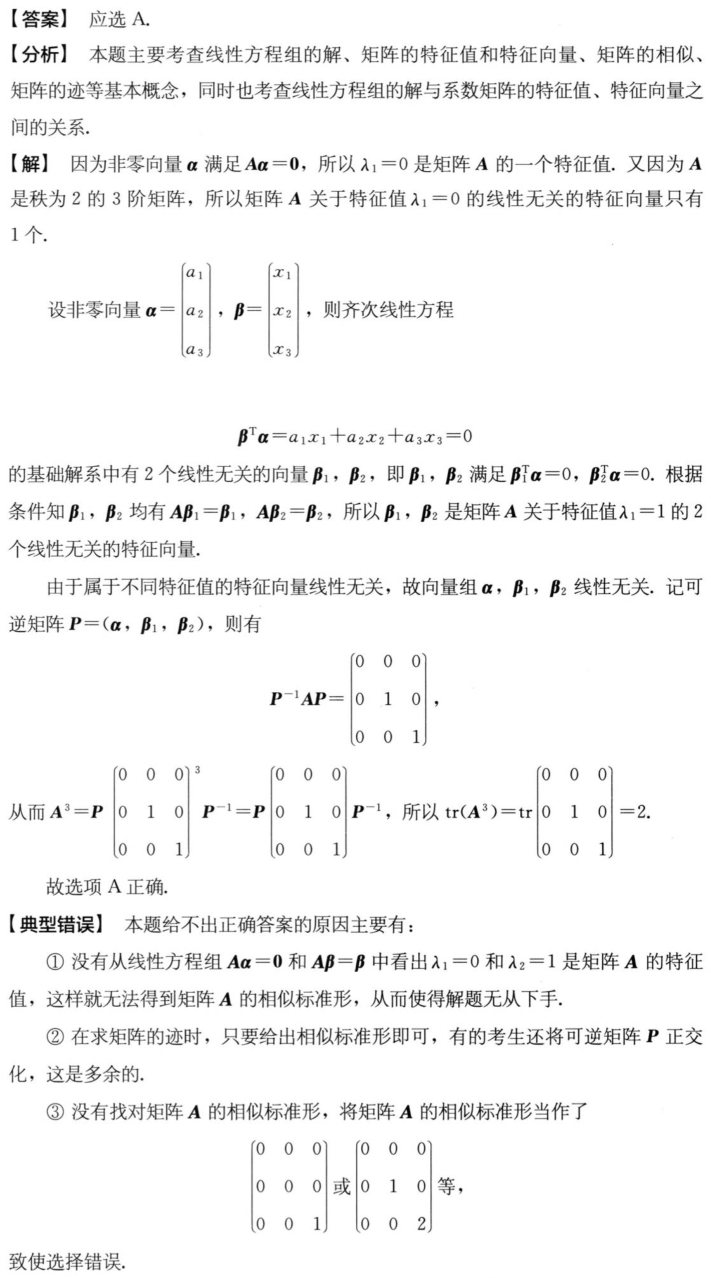 【答案】 应选 A.
【分析】 本题主要考查线性方程组的解、矩阵的特征值和特征向量、矩阵的相似、
矩阵的迹等基本概念，同时也考查线性方程组的解与系数矩阵的特征值、特征向量之
间的关系.
【解】 因为非零向量 α 满足 Aα=0，所以 λ₁=0 是矩阵 A 的一个特征值. 又因为 A
是秩为 2 的 3 阶矩阵，所以矩阵 A 关于特征值 λ₁=0 的线性无关的特征向量只有
1 个.
设非零向量 α=(a₁ a₂ a₃)，β=(x₁ x₂ x₃)，则齐次线性方程
βᵀα=a₁x₁+a₂x₂+a₃x₃=0
的基础解系中有 2 个线性无关的向量 β₁，β₂，即 β₁，β₂ 满足 β₁ᵀα=0，β₂ᵀα=0. 根据
条件知 β₁，β₂ 均有 Aβ₁=β₁，Aβ₂=β₂，所以 β₁，β₂ 是矩阵 A 关于特征值 λ₁=1 的 2
个线性无关的特征向量.
由于属于不同特征值的特征向量线性无关，故向量组 α，β₁，β₂ 线性无关. 记可
逆矩阵 P=(α，β₁，β₂)，则有
P⁻¹AP=(0 0 0; 0 1 0; 0 0 1)，
从而 A³=P(0 0 0; 0 1 0; 0 0 1)³P⁻¹=P(0 0 0; 0 1 0; 0 0 1)P⁻¹，所以 tr(A³)=tr(0 0 0; 0 1 0; 0 0 1)=2.
故选项 A 正确.
【典型错误】 本题给不出正确答案的原因主要有：
① 没有从线性方程组 Aα=0 和 Aβ=β 中看出 λ₁=0 和 λ₂=1 是矩阵 A 的特征
值，这样就无法得到矩阵 A 的相似标准形，从而使得解题无从下手.
② 在求矩阵的迹时，只要给出相似标准形即可，有的考生还将可逆矩阵 P 正交
化，这是多余的.
③ 没有找对矩阵 A 的相似标准形，将矩阵 A 的相似标准形当作了
(0 0 0; 0 0 0; 0 0 1)或(0 0 0; 0 1 0; 0 0 2)等，
致使选择错误.